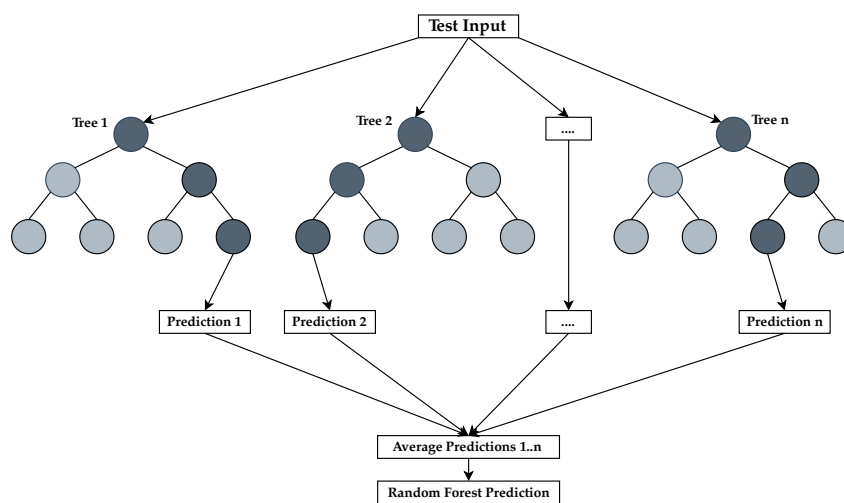 Test Input
Tree 1
Tree 2
....
Tree n
Prediction 1
Prediction 2
....
Prediction n
Average Predictions 1..n
Random Forest Prediction